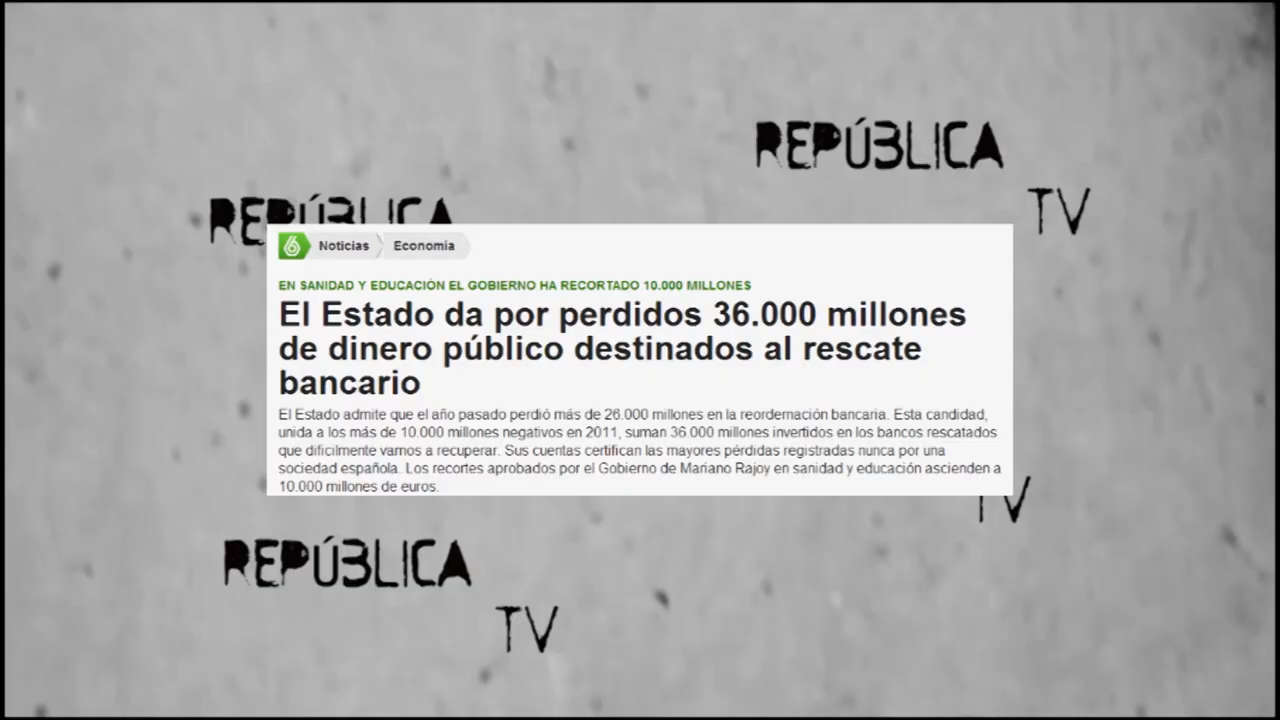 REPÚBLICA
TV
REPÚBLICA
6 Noticias Economía
EN SANIDAD Y EDUCACIÓN EL GOBIERNO HA RECORTADO 10.000 MILLONES
El Estado da por perdidos 36.000 millones
de dinero público destinados al rescate
bancario
El Estado admite que el año pasado perdió más de 26.000 millones en la reordernación bancaria. Esta candidad,
unida a los más de 10.000 millones negativos en 2011, suman 36.000 millones invertidos en los bancos rescatados
que dificilmente vamos a recuperar. Sus cuentas certifican las mayores pérdidas registradas nunca por una
sociedad española. Los recortes aprobados por el Gobierno de Mariano Rajoy en sanidad y educación ascienden a
10.000 millones de euros.
TV
REPÚBLICA
TV